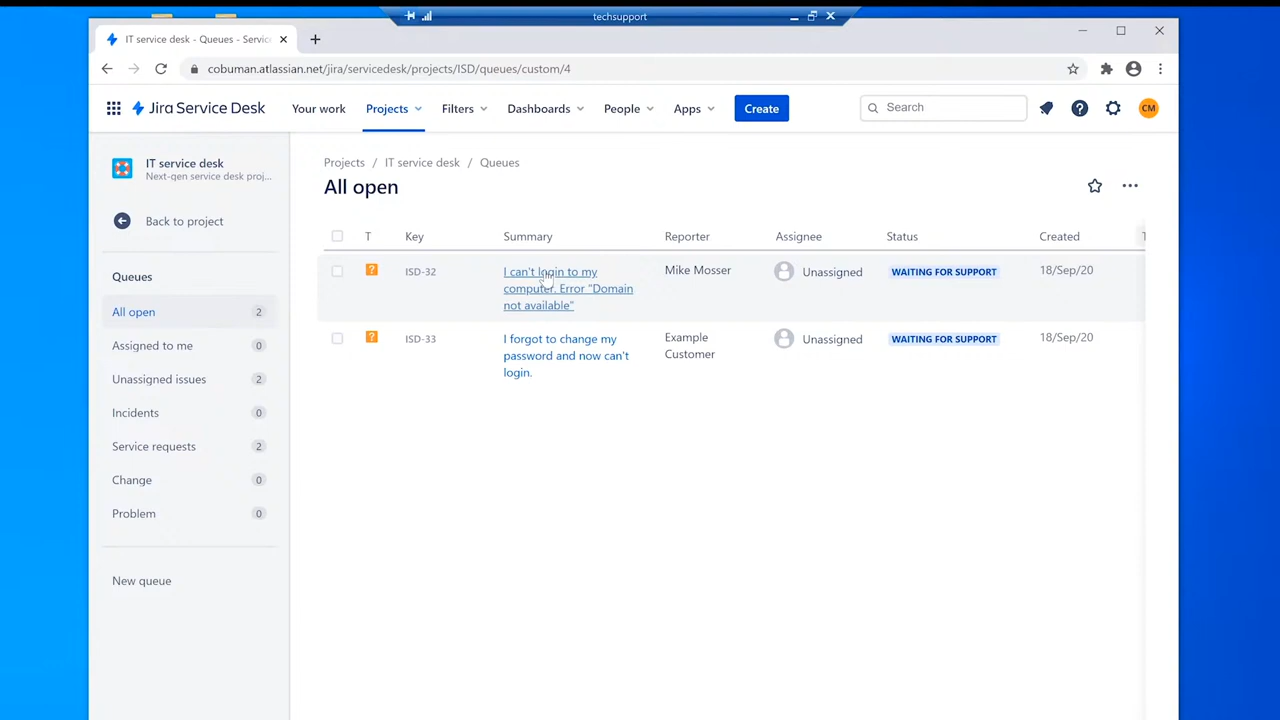 techsupport
IT service desk - Queues - Servic
cobuman.atlassian.net/jira/servicedesk/projects/ISD/queues/custom/4
Jira Service Desk
Your work
Projects
Filters
Dashboards
People
Apps
Create
Search
CM
IT service desk
Next-gen service desk proj...
Back to project
Queues
All open 2
Assigned to me 0
Unassigned issues 2
Incidents 0
Service requests 2
Change 0
Problem 0
New queue
Projects / IT service desk / Queues
All open
T Key Summary Reporter Assignee Status Created
ISD-32
I can't login to my
computer. Error "Domain
not available"
Mike Mosser
Unassigned
WAITING FOR SUPPORT
18/Sep/20
ISD-33
I forgot to change my
password and now can't
login.
Example
Customer
Unassigned
WAITING FOR SUPPORT
18/Sep/20